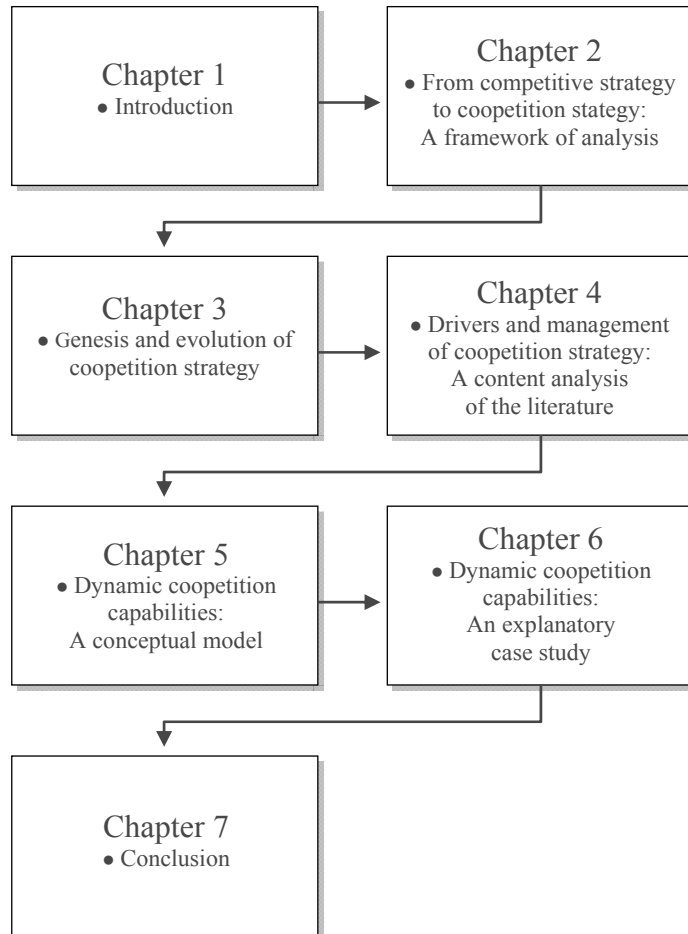 Chapter 1
● Introduction
Chapter 2
● From competitive strategy
to coopetition stategy:
A framework of analysis
Chapter 3
● Genesis and evolution of
coopetition strategy
Chapter 4
● Drivers and management
of coopetition strategy:
A content analysis
of the literature
Chapter 5
● Dynamic coopetition
capabilities:
A conceptual model
Chapter 6
● Dynamic coopetition
capabilities:
An explanatory
case study
Chapter 7
● Conclusion